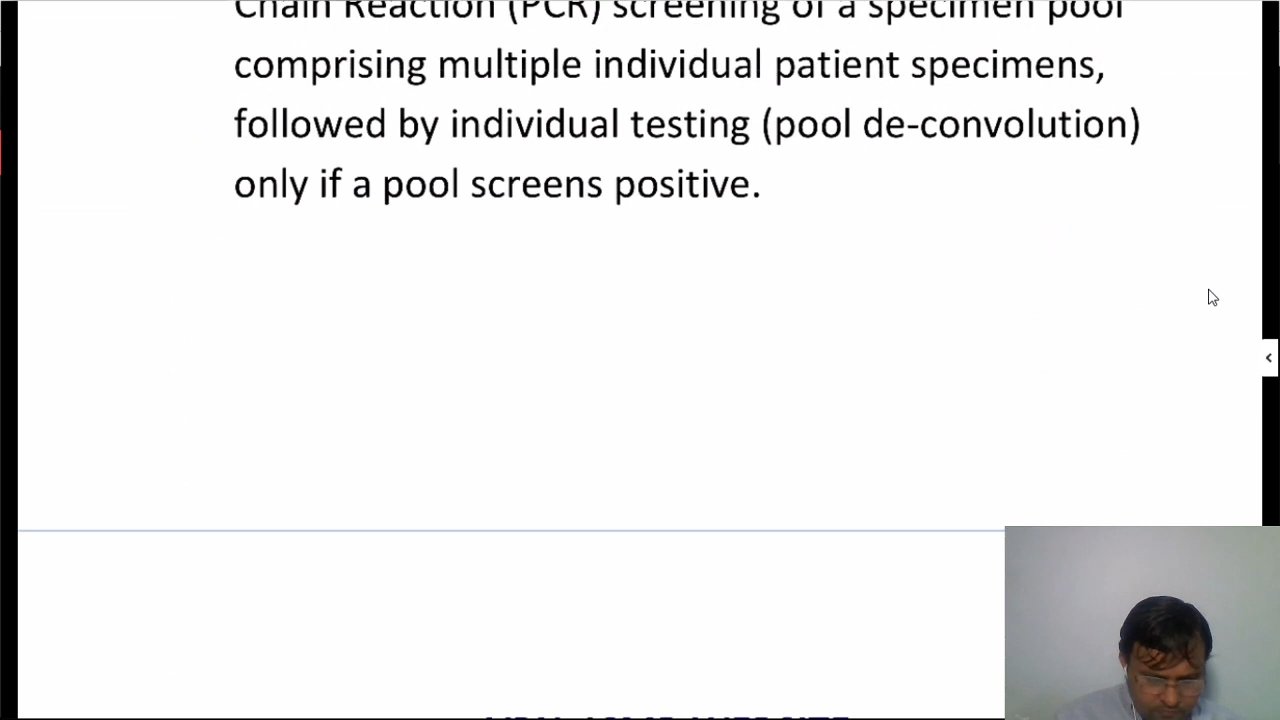 Chain Reaction (PCR) screening of a specimen pool
comprising multiple individual patient specimens,
followed by individual testing (pool de-convolution)
only if a pool screens positive.